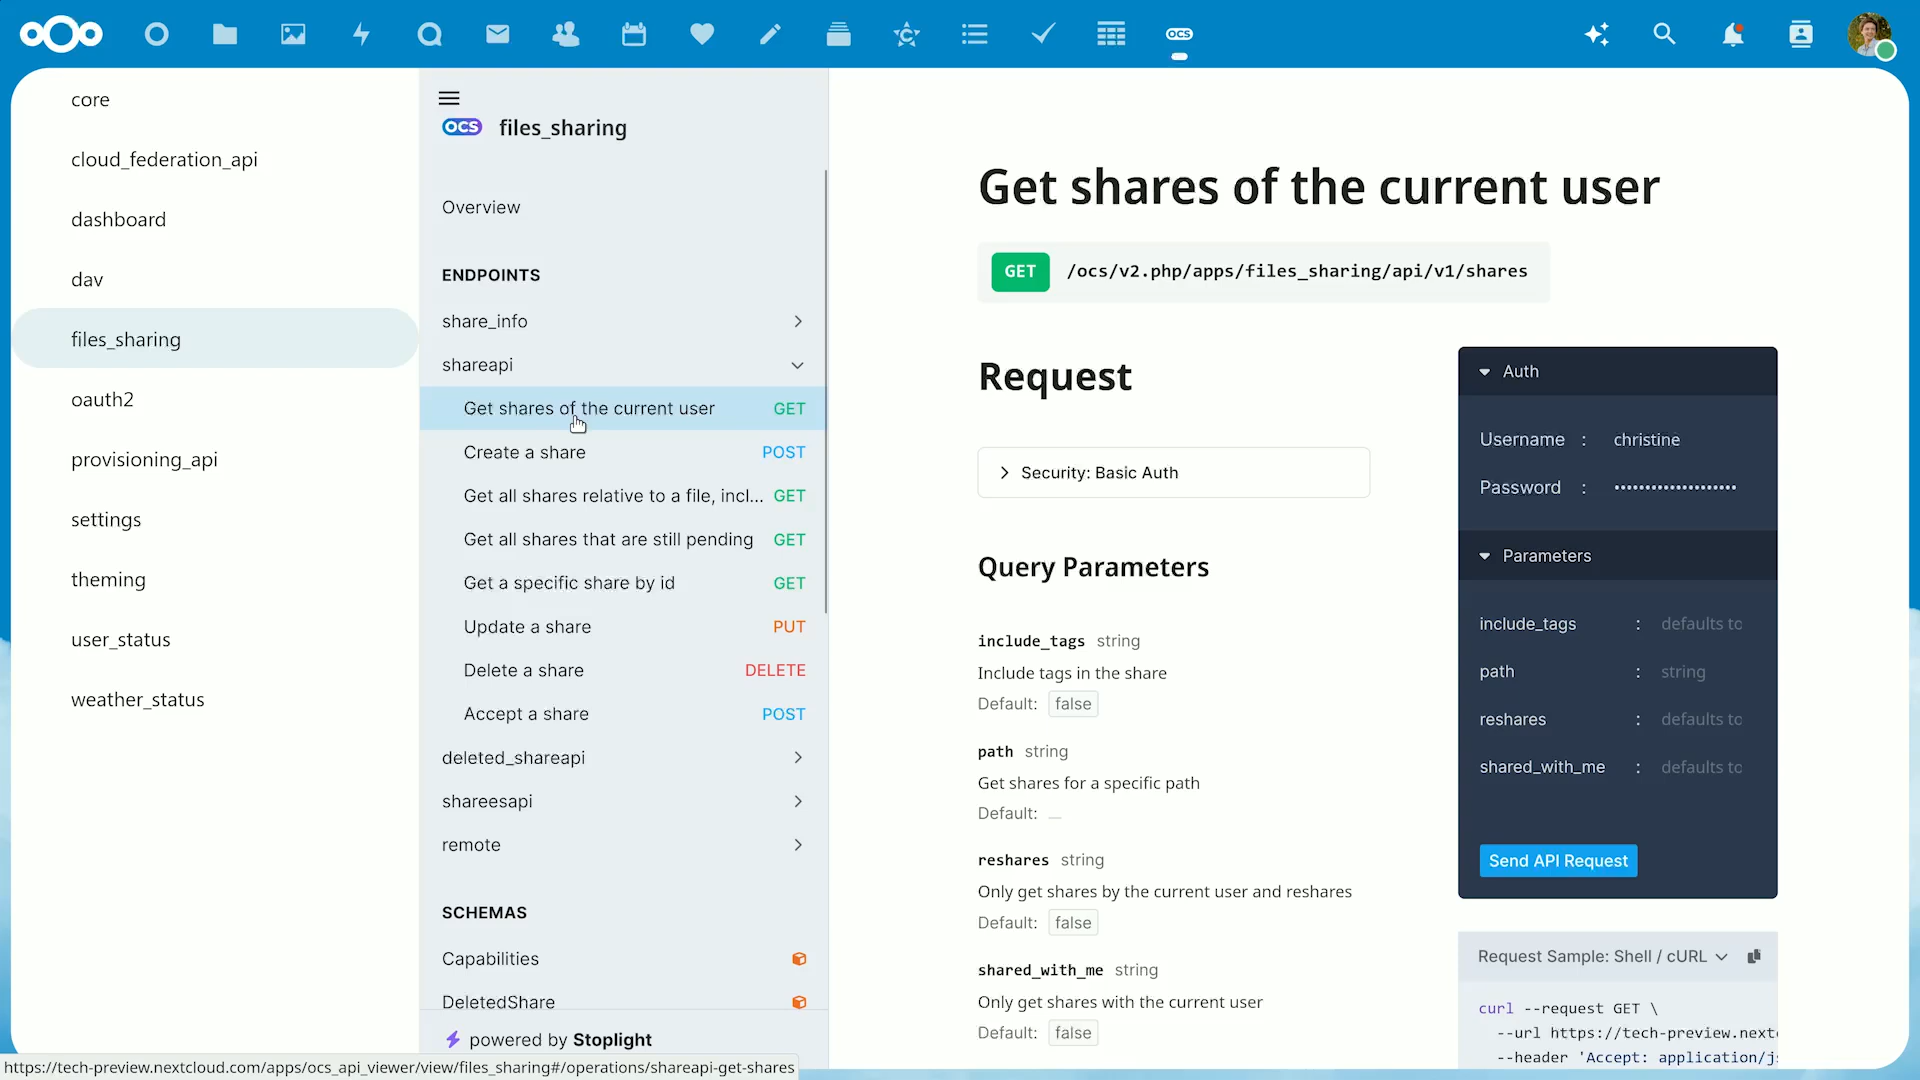 OCS
core
cloud_federation_api
dashboard
dav
files_sharing
oauth2
provisioning_api
settings
theming
user_status
weather_status
OCS files_sharing
Overview
ENDPOINTS
share_info
shareapi
Get shares of the current user GET
Create a share POST
Get all shares relative to a file, incl... GET
Get all shares that are still pending GET
Get a specific share by id GET
Update a share PUT
Delete a share DELETE
Accept a share POST
deleted_shareapi
shareesapi
remote
SCHEMAS
Capabilities
DeletedShare
powered by Stoplight
Get shares of the current user
GET /ocs/v2.php/apps/files_sharing/api/v1/shares
Request
Security: Basic Auth
Query Parameters
include_tags string
Include tags in the share
Default: false
path string
Get shares for a specific path
Default:
reshares string
Only get shares by the current user and reshares
Default: false
shared_with_me string
Only get shares with the current user
Default: false
Auth
Username : christine
Password : ••••••••••••••••••••
Parameters
include_tags : defaults to
path : string
reshares : defaults to
shared_with_me : defaults to
Send API Request
Request Sample: Shell / cURL
curl --request GET \
--url https://tech-preview.nextc
--header 'Accept: application/js
https://tech-preview.nextcloud.com/apps/ocs_api_viewer/view/files_sharing#/operations/shareapi-get-shares